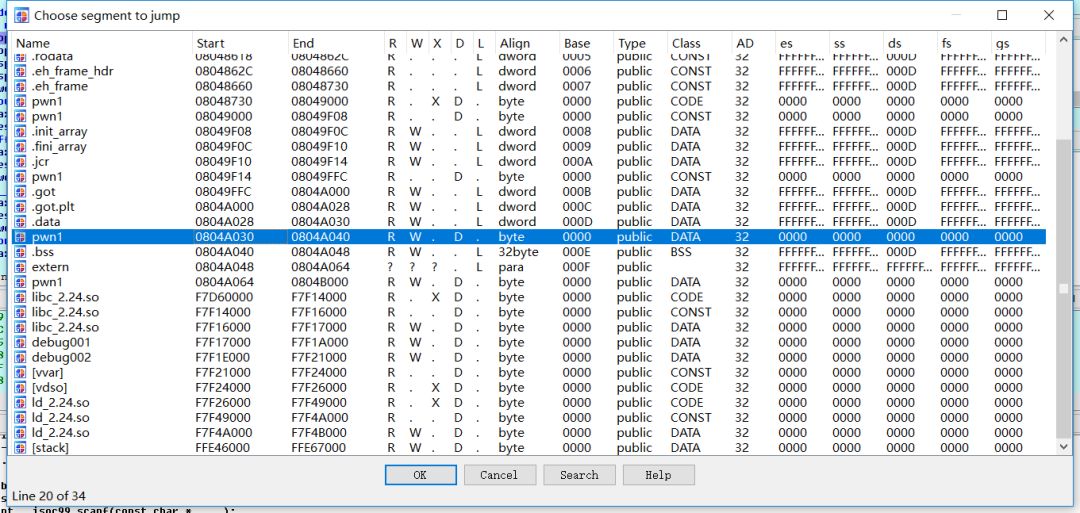 Choose segment to jump
Name Start End R W X D L Align Base Type Class AD es ss ds fs gs
.rodata 08048618 0804862C R . . . L dword 0005 public CONST 32 FFFFFF... FFFFFF... 000D FFFFFF... FFFFFF...
.eh_frame_hdr 0804862C 08048660 R . . . L dword 0006 public CONST 32 FFFFFF... FFFFFF... 000D FFFFFF... FFFFFF...
.eh_frame 08048660 08048730 R . . . L dword 0007 public CONST 32 FFFFFF... FFFFFF... 000D FFFFFF... FFFFFF...
pwn1 08048730 08049000 R . X D . byte 0000 public CODE 32 0000 0000 0000 0000 0000
pwn1 08049000 08049F08 R . . D . byte 0000 public CONST 32 0000 0000 0000 0000 0000
.init_array 08049F08 08049F0C R W . . L dword 0008 public DATA 32 FFFFFF... FFFFFF... 000D FFFFFF... FFFFFF...
.fini_array 08049F0C 08049F10 R W . . L dword 0009 public DATA 32 FFFFFF... FFFFFF... 000D FFFFFF... FFFFFF...
.jcr 08049F10 08049F14 R W . . L dword 000A public DATA 32 FFFFFF... FFFFFF... 000D FFFFFF... FFFFFF...
pwn1 08049F14 08049FFC R . . D . byte 0000 public CONST 32 0000 0000 0000 0000 0000
.got 08049FFC 0804A000 R W . . L dword 000B public DATA 32 FFFFFF... FFFFFF... 000D FFFFFF... FFFFFF...
.got.plt 0804A000 0804A028 R W . . L dword 000C public DATA 32 FFFFFF... FFFFFF... 000D FFFFFF... FFFFFF...
.data 0804A028 0804A030 R W . . L dword 000D public DATA 32 FFFFFF... FFFFFF... 000D FFFFFF... FFFFFF...
pwn1 0804A030 0804A040 R W . D . byte 0000 public DATA 32 0000 0000 0000 0000 0000
.bss 0804A040 0804A048 R W . . L 32byte 000E public BSS 32 FFFFFF... FFFFFF... 000D FFFFFF... FFFFFF...
extern 0804A048 0804A064 ? ? ? . L para 000F public 32 FFFFFF... FFFFFF... FFFFFF... FFFFFF... FFFFFF...
pwn1 0804A064 0804B000 R W . D . byte 0000 public DATA 32 0000 0000 0000 0000 0000
libc_2.24.so F7D60000 F7F14000 R . X D . byte 0000 public CODE 32 0000 0000 0000 0000 0000
libc_2.24.so F7F14000 F7F16000 R . . D . byte 0000 public CONST 32 0000 0000 0000 0000 0000
libc_2.24.so F7F16000 F7F17000 R W . D . byte 0000 public DATA 32 0000 0000 0000 0000 0000
debug001 F7F17000 F7F1A000 R W . D . byte 0000 public DATA 32 0000 0000 0000 0000 0000
debug002 F7F1E000 F7F21000 R W . D . byte 0000 public DATA 32 0000 0000 0000 0000 0000
[vvar] F7F21000 F7F24000 R . . D . byte 0000 public CONST 32 0000 0000 0000 0000 0000
[vdso] F7F24000 F7F26000 R . X D . byte 0000 public CODE 32 0000 0000 0000 0000 0000
ld_2.24.so F7F26000 F7F49000 R . X D . byte 0000 public CODE 32 0000 0000 0000 0000 0000
ld_2.24.so F7F49000 F7F4A000 R . . D . byte 0000 public CONST 32 0000 0000 0000 0000 0000
ld_2.24.so F7F4A000 F7F4B000 R W . D . byte 0000 public DATA 32 0000 0000 0000 0000 0000
[stack] FFE46000 FFE67000 R W . D . byte 0000 public DATA 32 0000 0000 0000 0000 0000
OK Cancel Search Help
Line 20 of 34
isoc99 scanf(const char *